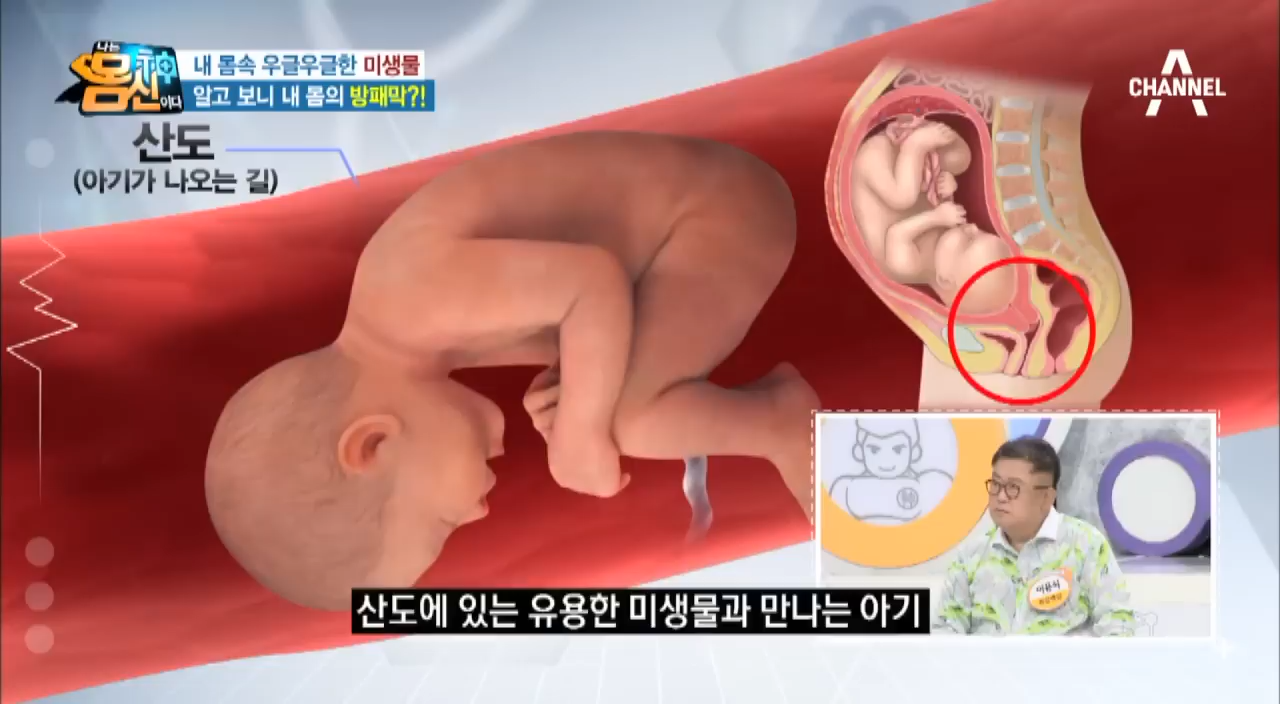 나는
몸신이다
神
내 몸속 우글우글한 미생물
알고 보니 내 몸의 방패막?!
CHANNEL A
산도
(아기가 나오는 길)
산도에 있는 유용한 미생물과 만나는 아기